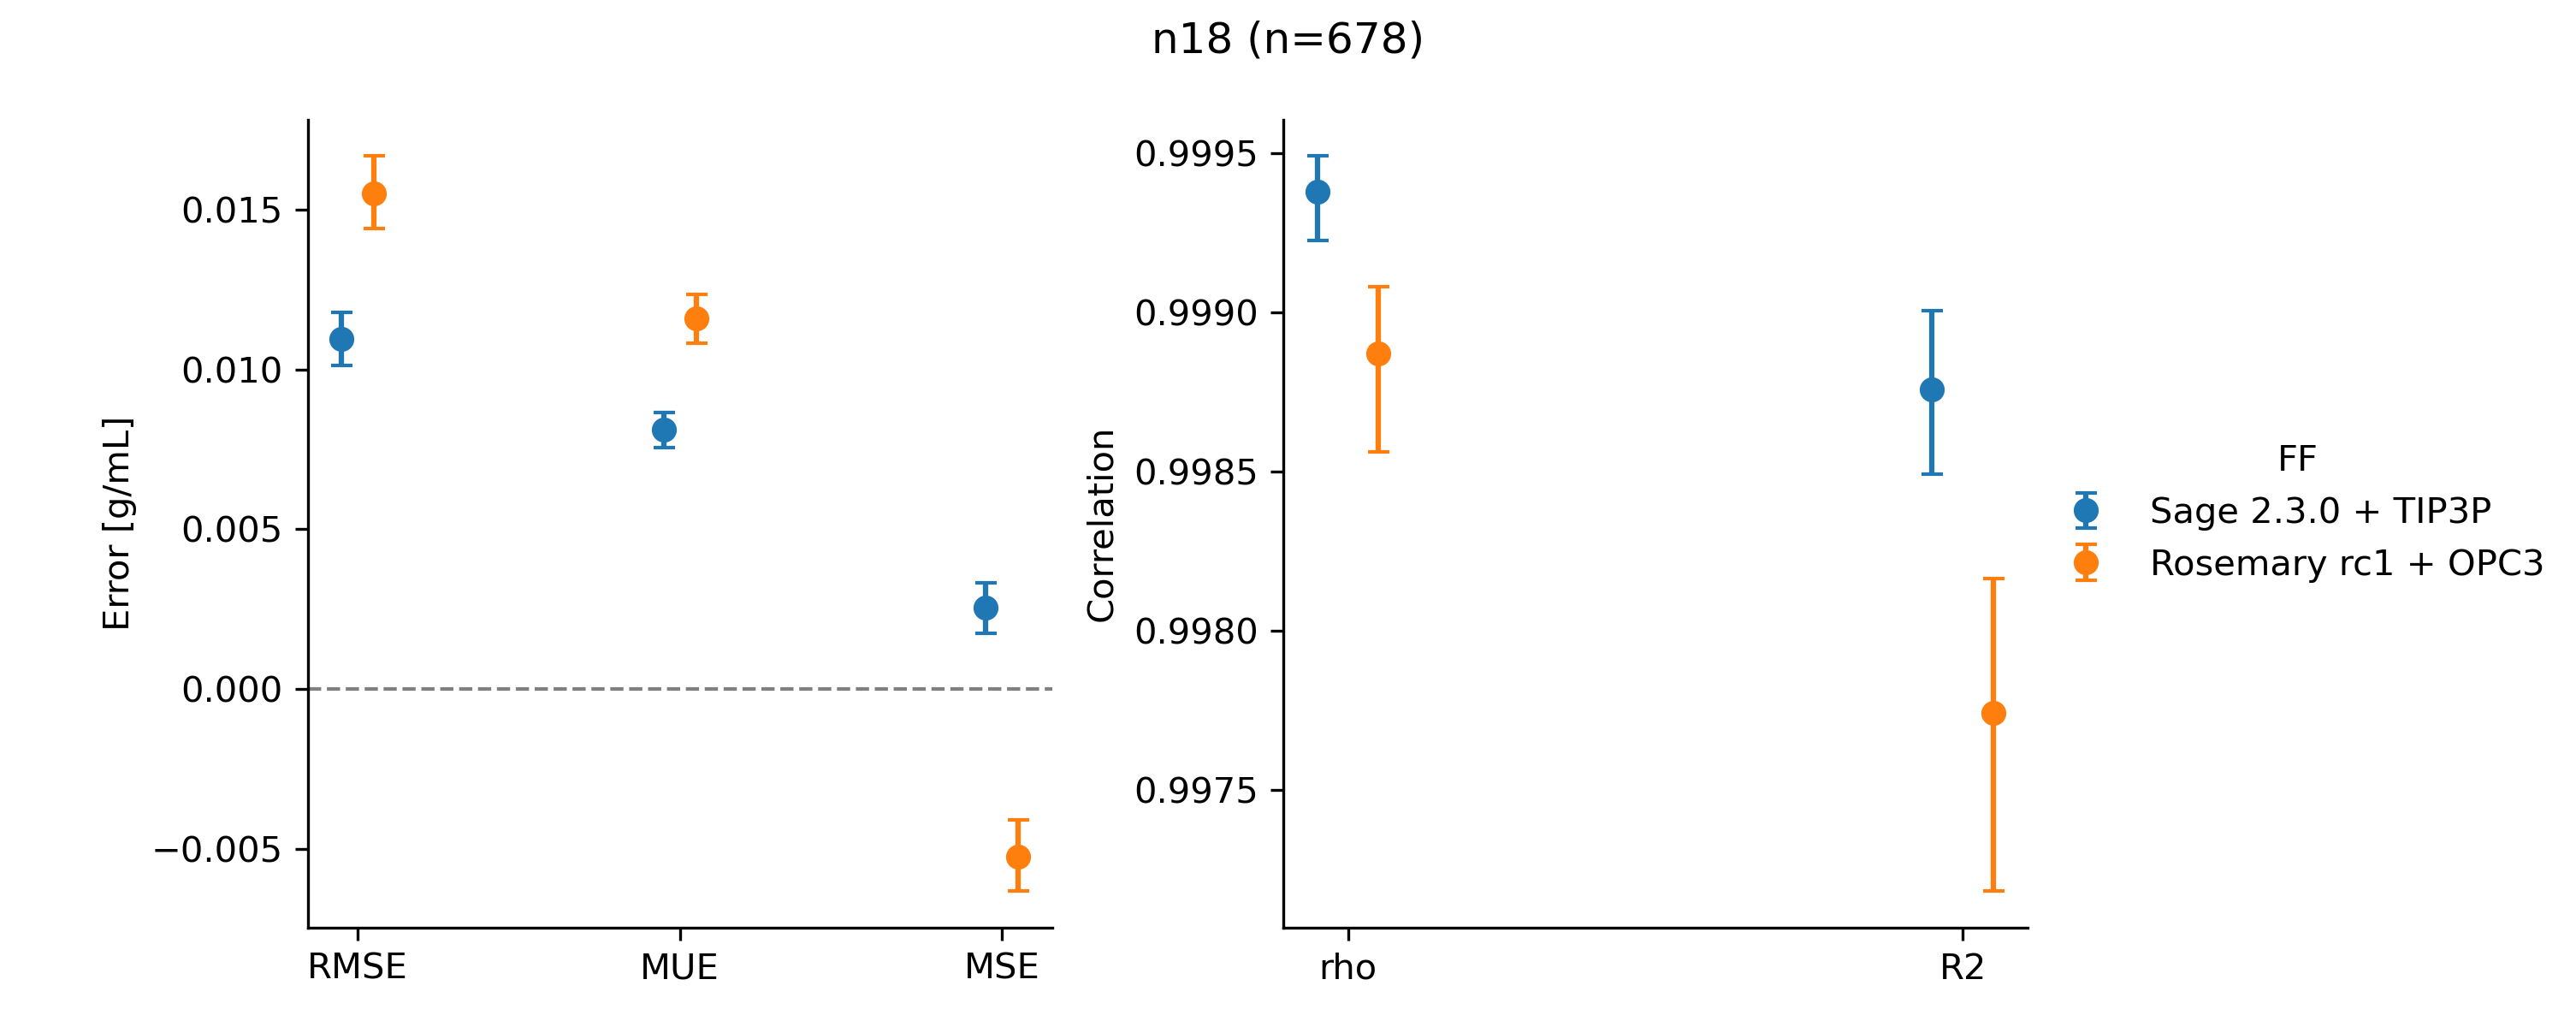 n18 (n=678)
Error [g/mL]
0.015
0.010
0.005
0.000
−0.005
RMSE
MUE
MSE
Correlation
0.9995
0.9990
0.9985
0.9980
0.9975
rho
R2
FF
Sage 2.3.0 + TIP3P
Rosemary rc1 + OPC3